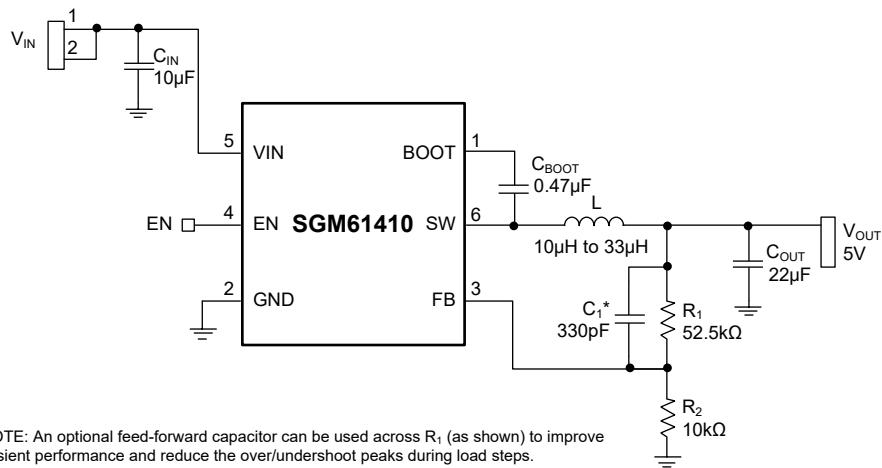 1
V_IN
2
C_IN
10µF
5
VIN
BOOT
1
C_BOOT
0.47µF
L
EN
4
EN
SGM61410
SW
6
10µH to 33µH
V_OUT
5V
C_OUT
22µF
2
GND
FB
3
C_1*
330pF
R_1
52.5kΩ
R_2
10kΩ
OTE: An optional feed-forward capacitor can be used across R_1 (as shown) to improve
nsient performance and reduce the over/undershoot peaks during load steps.